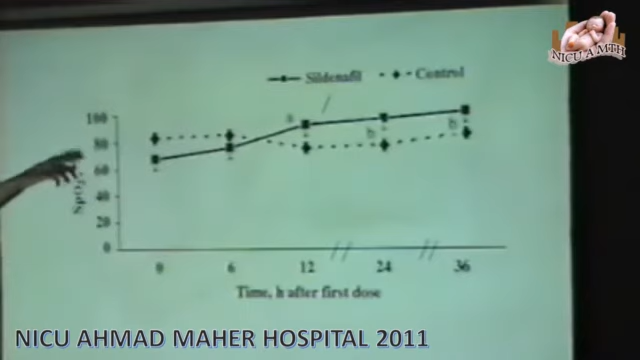 NICU A MTH
Sildenafil
Control
SpO2
100
80
60
40
20
0
a
b
b
0 6 12 24 36
Time, h after first dose
NICU AHMAD MAHER HOSPITAL 2011